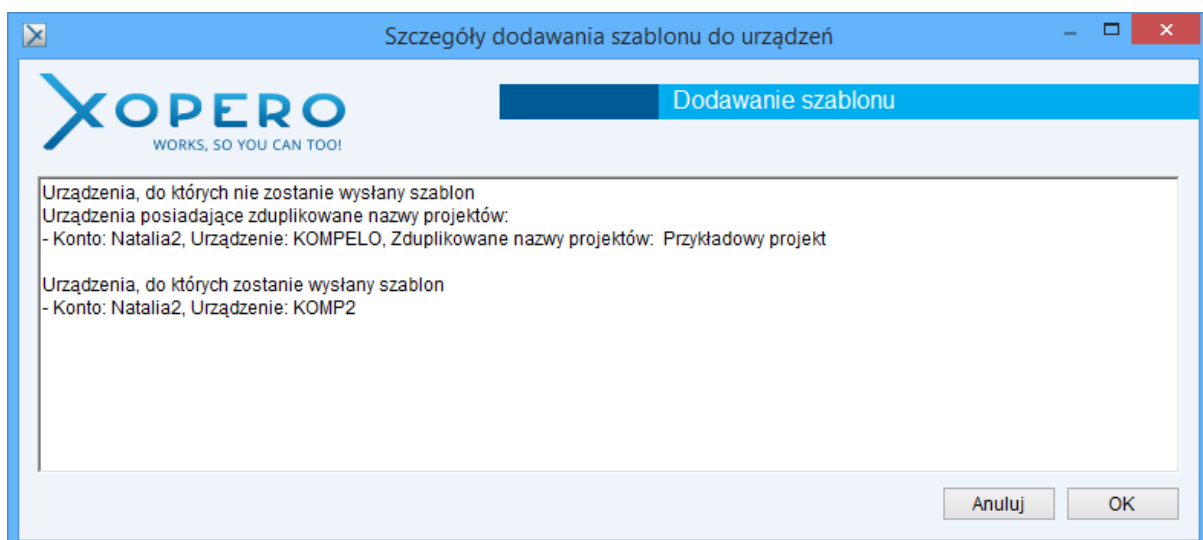 Szczegóły dodawania szablonu do urządzeń
XOPERO
WORKS, SO YOU CAN TOO!
Dodawanie szablonu
Urządzenia, do których nie zostanie wysłany szablon
Urządzenia posiadające zduplikowane nazwy projektów:
- Konto: Natalia2, Urządzenie: KOMPELO, Zduplikowane nazwy projektów:  Przykładowy projekt
Urządzenia, do których zostanie wysłany szablon
- Konto: Natalia2, Urządzenie: KOMP2
Anuluj
OK